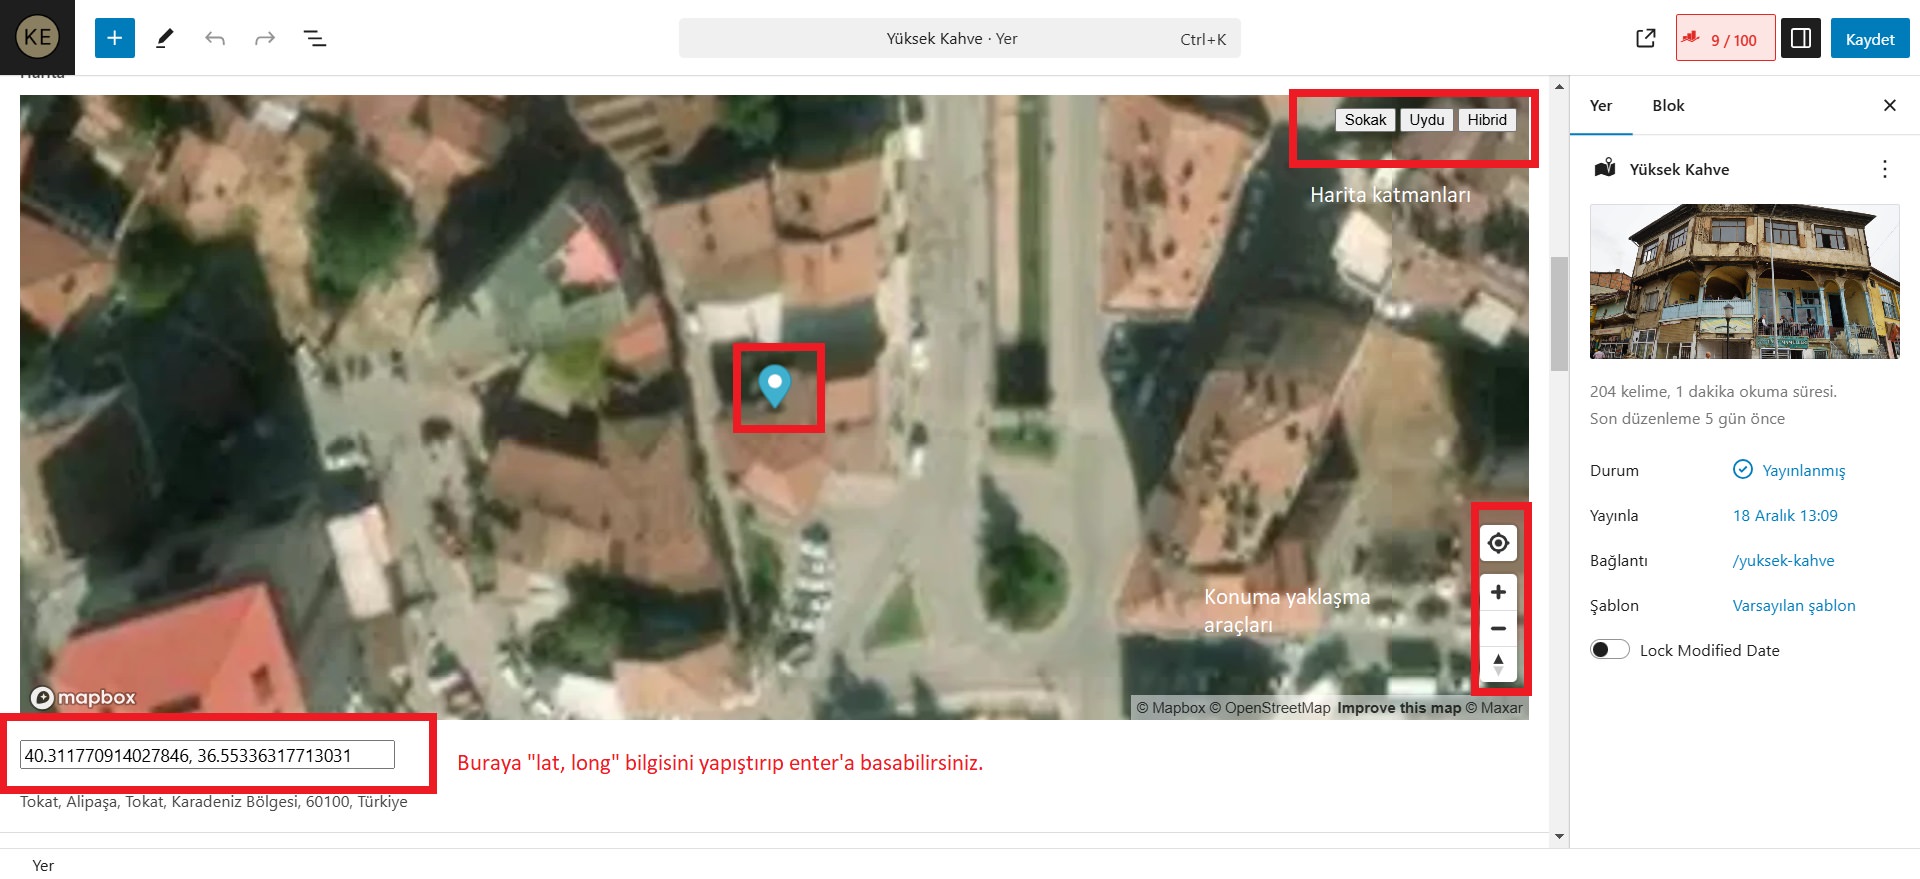 KE
Yüksek Kahve · Yer
Ctrl+K
9 / 100
Kaydet
Harita
Sokak
Uydu
Hibrid
Harita katmanları
Konuma yaklaşma
araçları
mapbox
© Mapbox © OpenStreetMap Improve this map © Maxar
40.311770914027846, 36.55336317713031
Buraya "lat, long" bilgisini yapıştırıp enter'a basabilirsiniz.
Tokat, Alipaşa, Tokat, Karadeniz Bölgesi, 60100, Türkiye
Yer
Yer
Blok
Yüksek Kahve
204 kelime, 1 dakika okuma süresi.
Son düzenleme 5 gün önce
Durum
Yayınlanmış
Yayınla
18 Aralık 13:09
Bağlantı
/yuksek-kahve
Şablon
Varsayılan şablon
Lock Modified Date